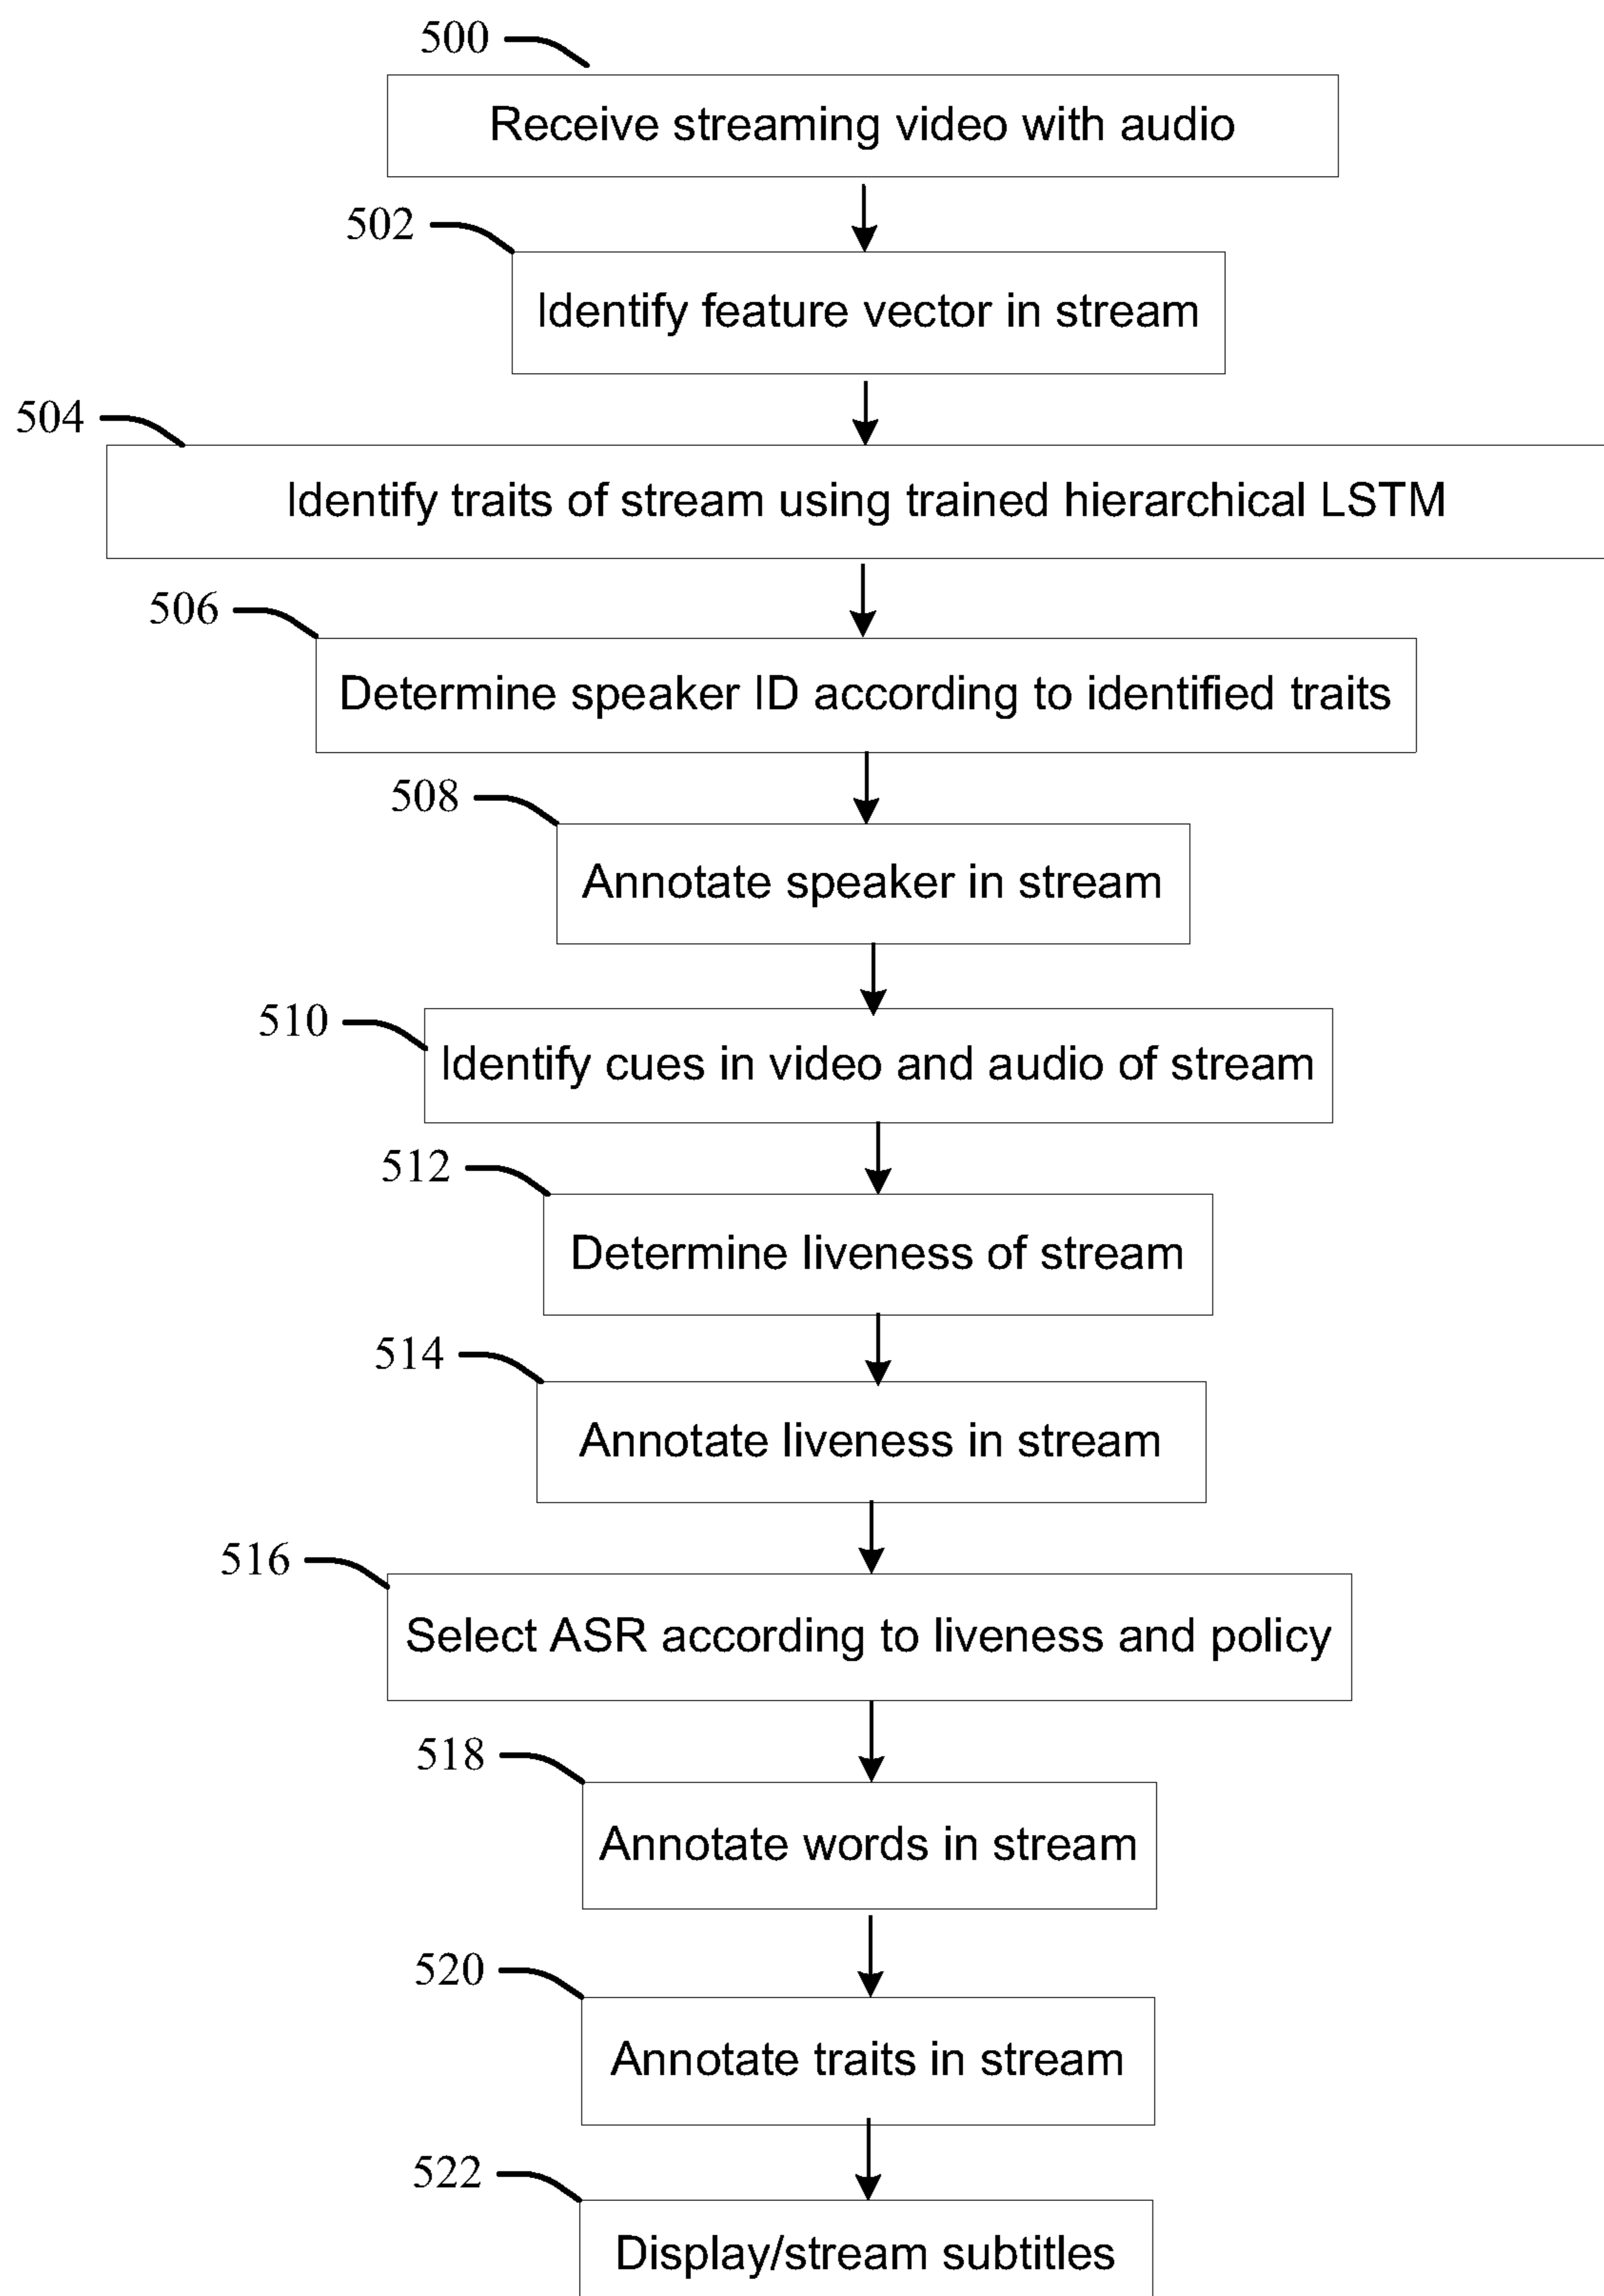 500
Receive streaming video with audio
502
Identify feature vector in stream
504
Identify traits of stream using trained hierarchical LSTM
506
Determine speaker ID according to identified traits
508
Annotate speaker in stream
510
Identify cues in video and audio of stream
512
Determine liveness of stream
514
Annotate liveness in stream
516
Select ASR according to liveness and policy
518
Annotate words in stream
520
Annotate traits in stream
522
Display/stream subtitles